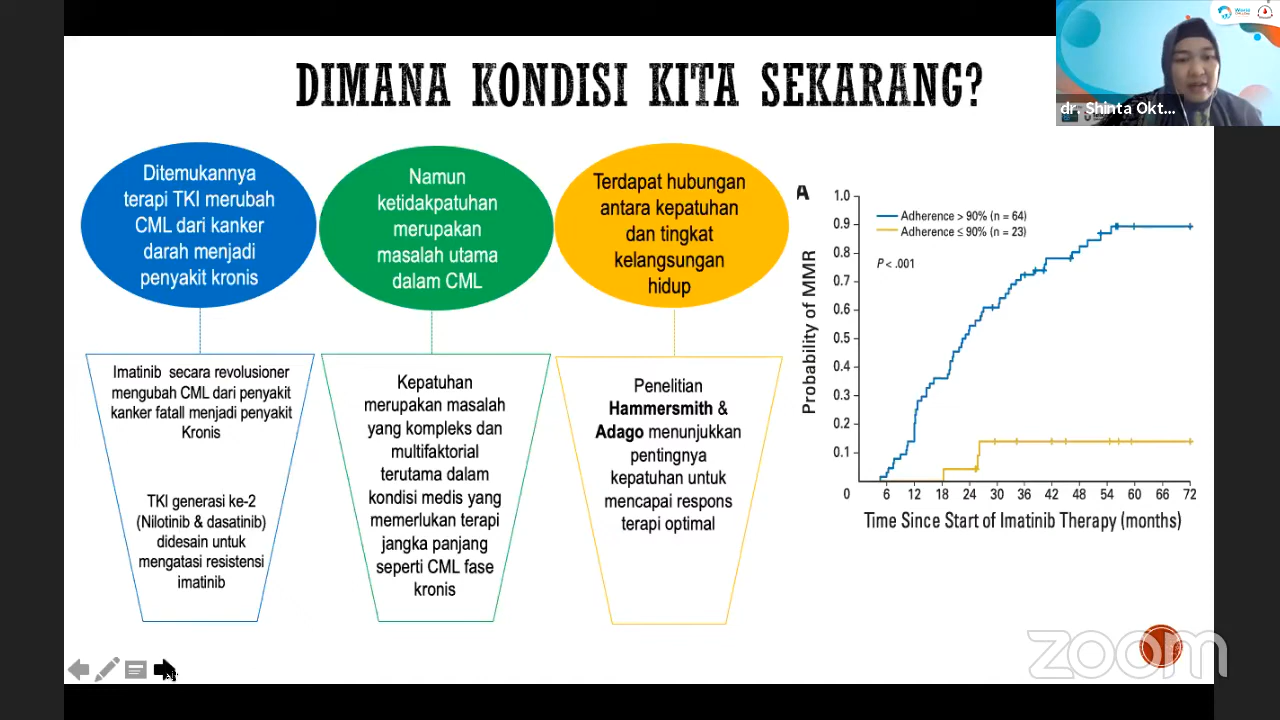 DIMANA KONDISI KITA SEKARANG?
dr. Shinta Okt...
Ditemukannya
terapi TKI merubah
CML dari kanker
darah menjadi
penyakit kronis
Namun
ketidakpatuhan
merupakan
masalah utama
dalam CML
Terdapat hubungan
antara kepatuhan
dan tingkat
kelangsungan
hidup
Imatinib secara revolusioner
mengubah CML dari penyakit
kanker fatall menjadi penyakit
Kronis
TKI generasi ke-2
(Nilotinib & dasatinib)
didesain untuk
mengatasi resistensi
imatinib
Kepatuhan
merupakan masalah
yang kompleks dan
multifaktorial
terutama dalam
kondisi medis yang
memerlukan terapi
jangka panjang
seperti CML fase
kronis
Penelitian
Hammersmith &
Adago menunjukkan
pentingnya
kepatuhan untuk
mencapai respons
terapi optimal
A
Probability of MMR
1.0
0.9
0.8
0.7
0.6
0.5
0.4
0.3
0.2
0.1
Adherence > 90% (n = 64)
Adherence ≤ 90% (n = 23)
P < .001
0 6 12 18 24 30 36 42 48 54 60 66 72
Time Since Start of Imatinib Therapy (months)
zoom